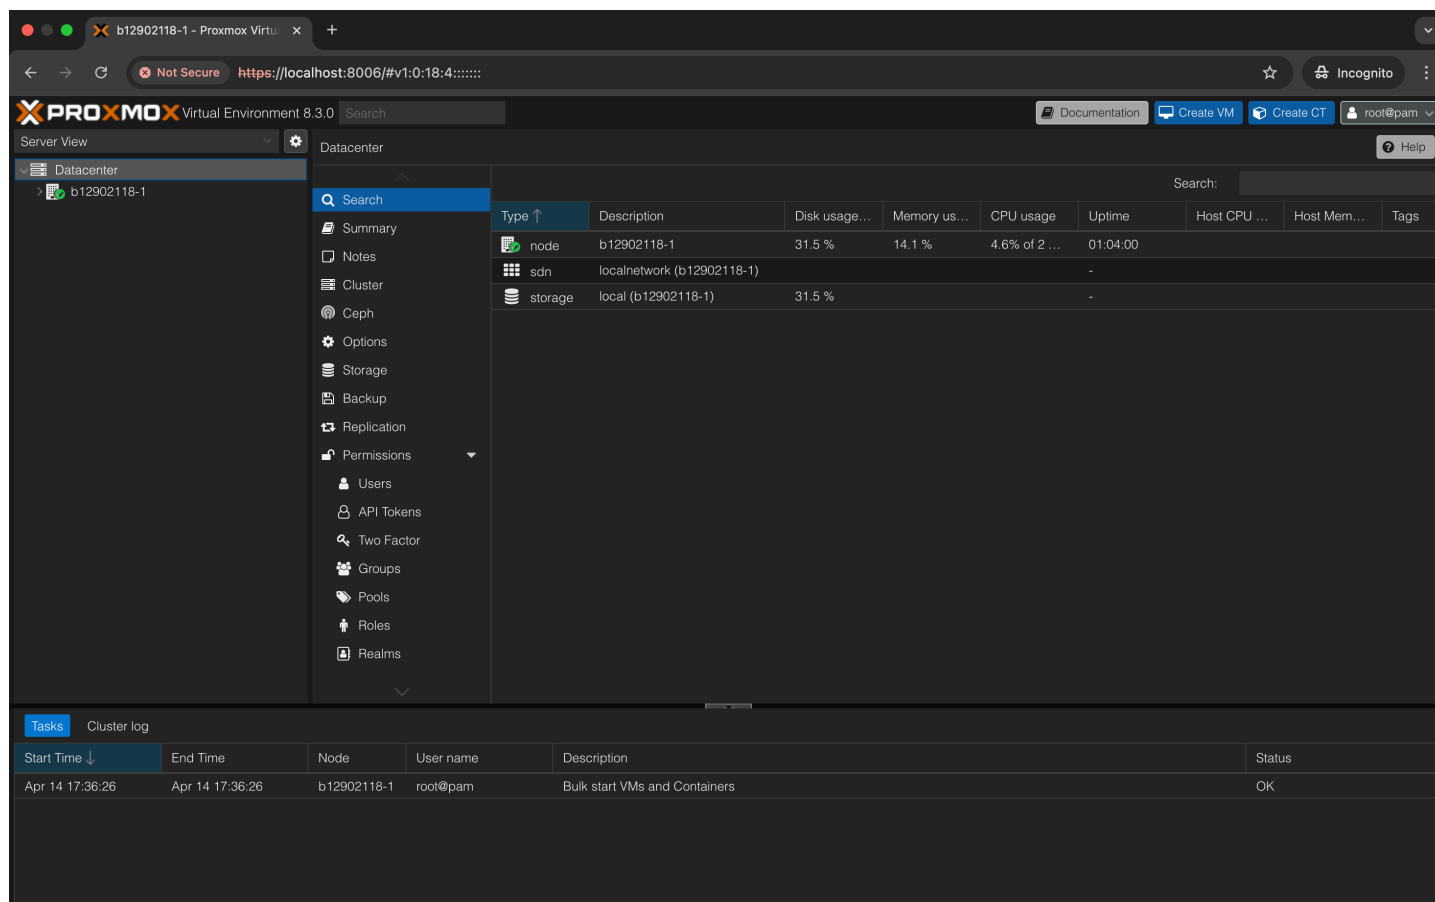 b12902118-1 - Proxmox Virtu
Not Secure https://localhost:8006/#v1:0:18:4:::::::
Incognito
PROXMOX Virtual Environment 8.3.0 Search
Documentation Create VM Create CT root@pam
Server View
Datacenter
Help
Datacenter
b12902118-1
Search
Summary
Notes
Cluster
Ceph
Options
Storage
Backup
Replication
Permissions
Users
API Tokens
Two Factor
Groups
Pools
Roles
Realms
Search:
Type Description Disk usage... Memory us... CPU usage Uptime Host CPU ... Host Mem... Tags
node b12902118-1 31.5 % 14.1 % 4.6% of 2 ... 01:04:00
sdn localnetwork (b12902118-1) -
storage local (b12902118-1) 31.5 % -
Tasks Cluster log
Start Time End Time Node User name Description Status
Apr 14 17:36:26 Apr 14 17:36:26 b12902118-1 root@pam Bulk start VMs and Containers OK